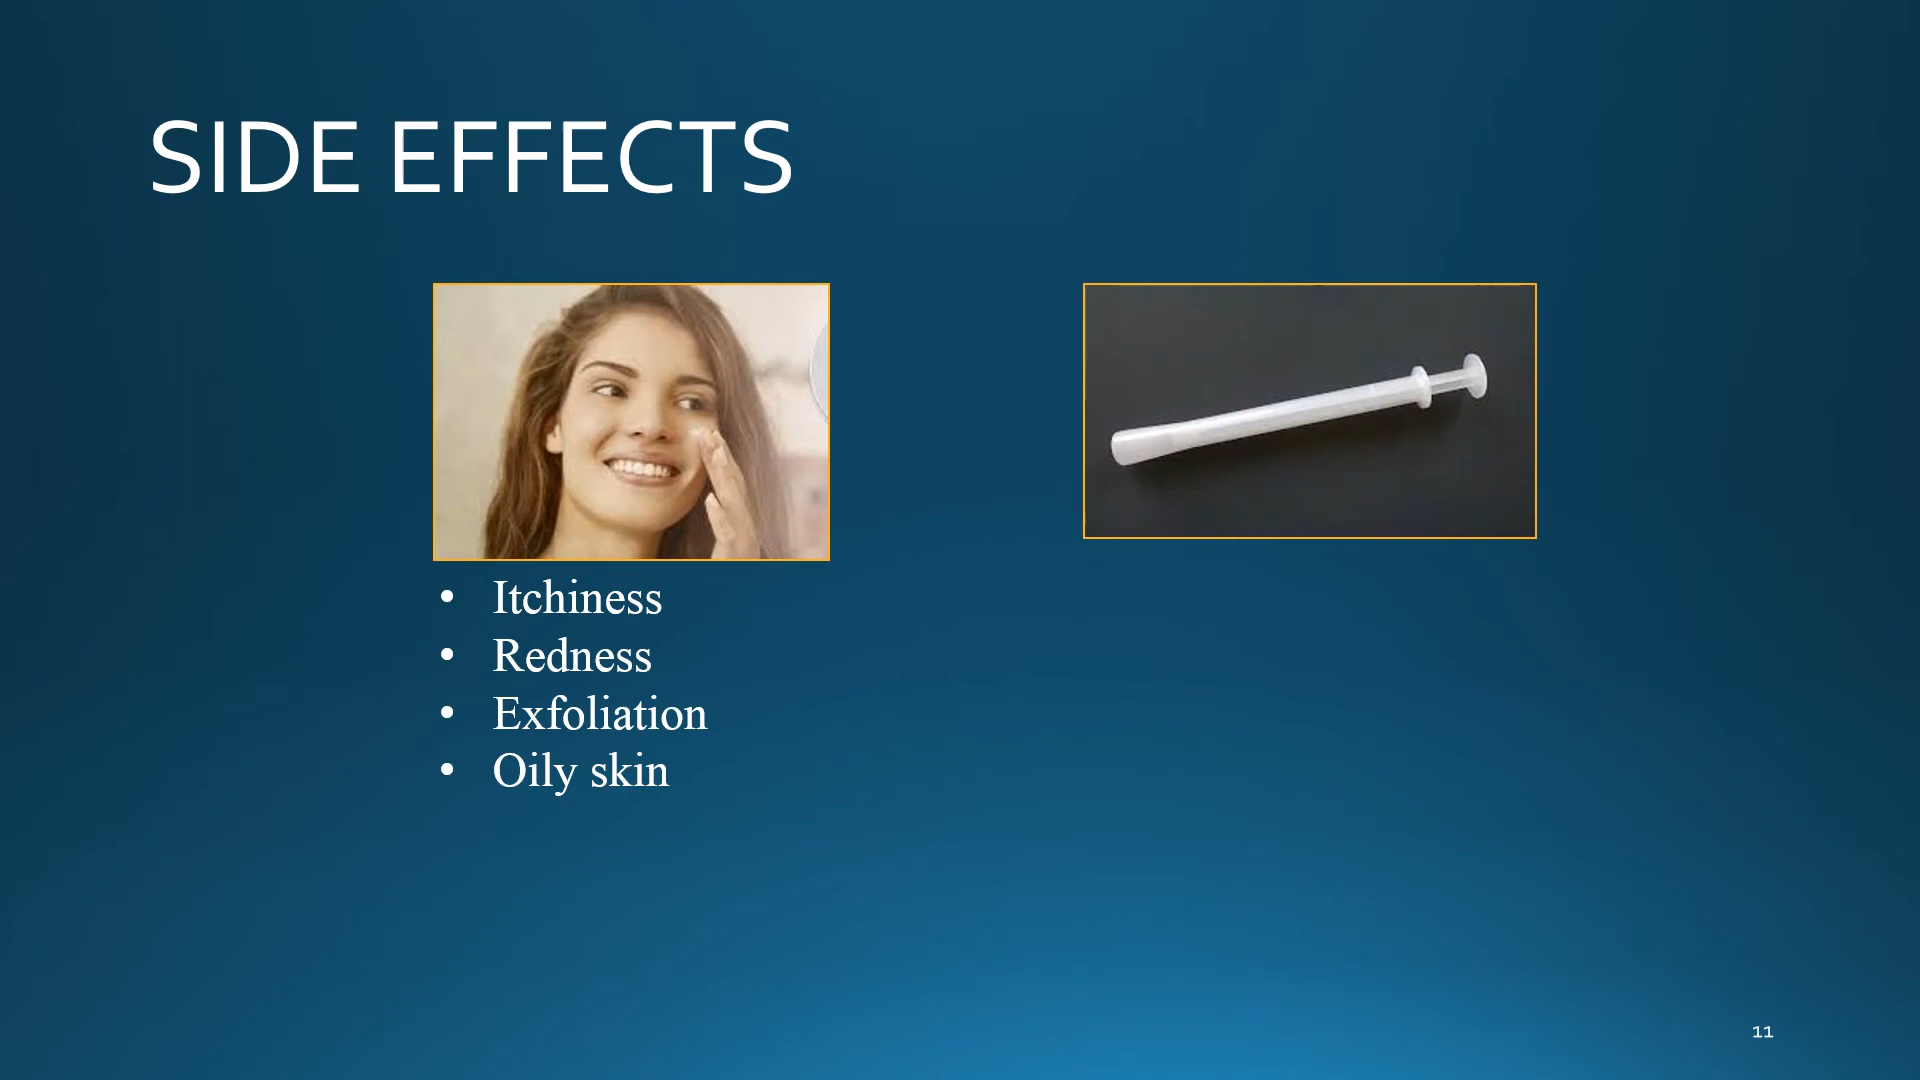 SIDE EFFECTS
• Itchiness
• Redness
• Exfoliation
• Oily skin
11